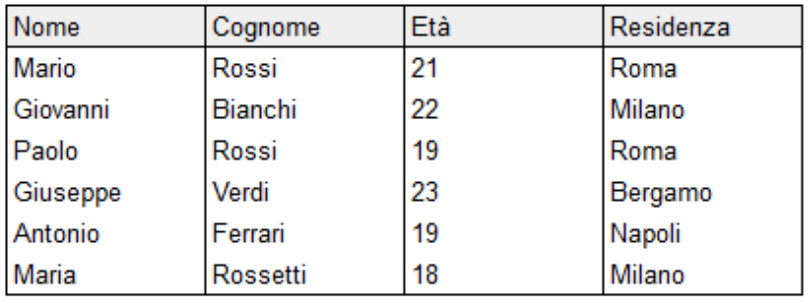 Nome Cognome Età Residenza
Mario Rossi 21 Roma
Giovanni Bianchi 22 Milano
Paolo Rossi 19 Roma
Giuseppe Verdi 23 Bergamo
Antonio Ferrari 19 Napoli
Maria Rossetti 18 Milano